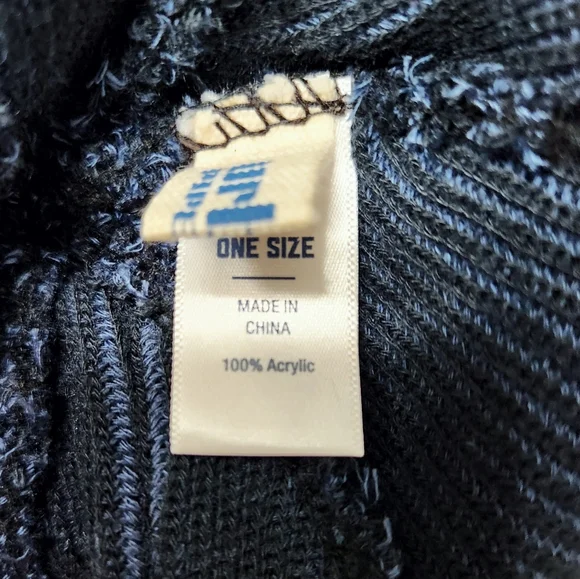 ONE SIZE
MADE IN
CHINA
100% Acrylic